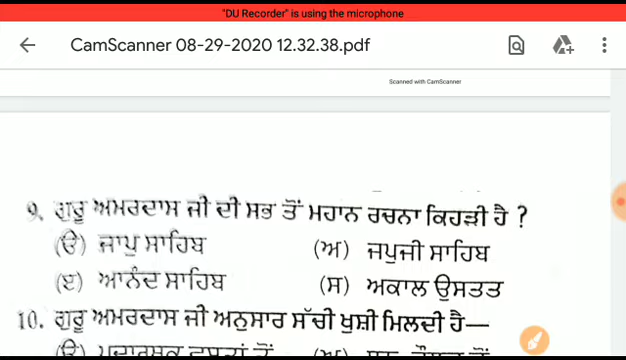 "DU Recorder" is using the microphone
CamScanner 08-29-2020 12.32.38.pdf
Scanned with CamScanner
9. ਗੁਰੂ ਅਮਰਦਾਸ ਜੀ ਦੀ ਸਭ ਤੋਂ ਮਹਾਨ ਰਚਨਾ ਕਿਹੜੀ ਹੈ ?
(ੳ) ਜਾਪੁ ਸਾਹਿਬ (ਅ) ਜਪੁਜੀ ਸਾਹਿਬ
(ੲ) ਆਨੰਦ ਸਾਹਿਬ (ਸ) ਅਕਾਲ ਉਸਤਤ
10. ਗੁਰੂ ਅਮਰਦਾਸ ਜੀ ਅਨੁਸਾਰ ਸੱਚੀ ਖੁਸ਼ੀ ਮਿਲਦੀ ਹੈ—
(ੳ) (ਅ)